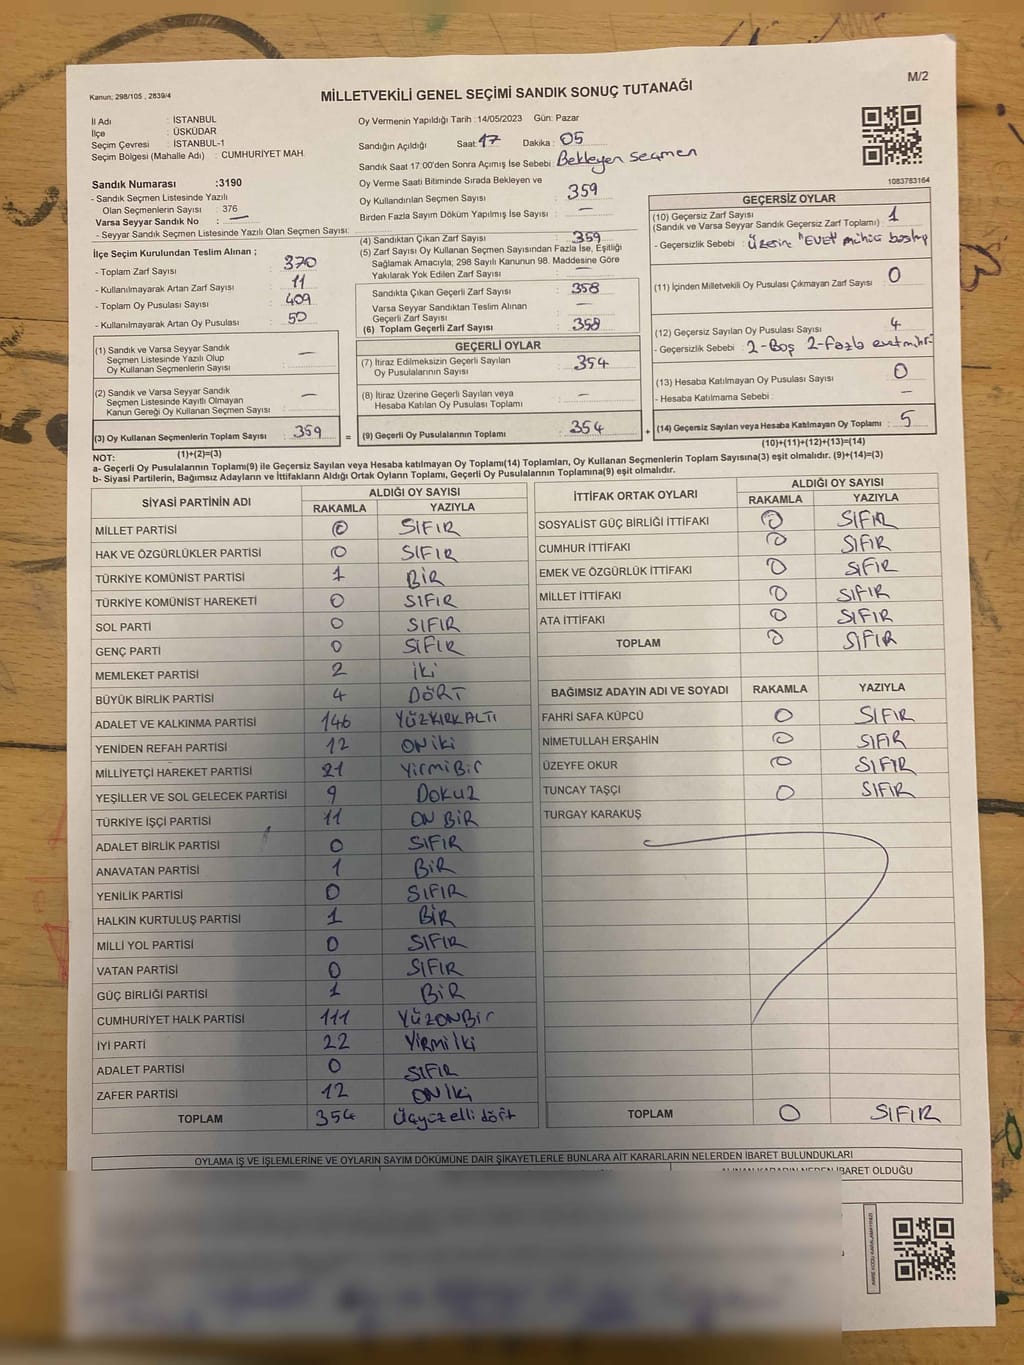 Kanun; 298/105 , 2839/4
M/2
MİLLETVEKİLİ GENEL SEÇİMİ SANDIK SONUÇ TUTANAĞI
İl Adı : İSTANBUL
İlçe : ÜSKÜDAR
Seçim Çevresi : İSTANBUL-1
Seçim Bölgesi (Mahalle Adı) : CUMHURİYET MAH.
Sandık Numarası :3190
- Sandık Seçmen Listesinde Yazılı
Olan Seçmenlerin Sayısı : 376
Varsa Seyyar Sandık No : —
- Seyyar Sandık Seçmen Listesinde Yazılı Olan Seçmen Sayısı:
İlçe Seçim Kurulundan Teslim Alınan ;
- Toplam Zarf Sayısı : 370
- Kullanılmayarak Artan Zarf Sayısı : 11
- Toplam Oy Pusulası Sayısı : 409
- Kullanılmayarak Artan Oy Pusulası : 50
(1) Sandık ve Varsa Seyyar Sandık
Seçmen Listesinde Yazılı Olup
Oy Kullanan Seçmenlerin Sayısı : —
(2) Sandık ve Varsa Seyyar Sandık
Seçmen Listesinde Kayıtlı Olmayan
Kanun Gereği Oy Kullanan Seçmen Sayısı : —
(3) Oy Kullanan Seçmenlerin Toplam Sayısı : 359
(1)+(2)=(3)
Oy Vermenin Yapıldığı Tarih : 14/05/2023 Gün: Pazar
Sandığın Açıldığı Saat: 17 Dakika : 05
Sandık Saat 17:00'den Sonra Açımış İse Sebebi : Bekleyen seçmen
Oy Verme Saati Bitiminde Sırada Bekleyen ve
Oy Kullandırılan Seçmen Sayısı : 359
Birden Fazla Sayım Döküm Yapılmış İse Sayısı : —
(4) Sandıktan Çıkan Zarf Sayısı : 359
(5) Zarf Sayısı Oy Kullanan Seçmen Sayısından Fazla İse, Eşitliği
Sağlamak Amacıyla; 298 Sayılı Kanunun 98. Maddesine Göre
Yakılarak Yok Edilen Zarf Sayısı : —
Sandıkta Çıkan Geçerli Zarf Sayısı : 358
Varsa Seyyar Sandıktan Teslim Alınan
Geçerli Zarf Sayısı : —
(6) Toplam Geçerli Zarf Sayısı : 358
GEÇERLİ OYLAR
(7) İtiraz Edilmeksizin Geçerli Sayılan
Oy Pusulalarının Sayısı : 354
(8) İtiraz Üzerine Geçerli Sayılan veya
Hesaba Katılan Oy Pusulası Toplamı : —
= (9) Geçerli Oy Pusulalarının Toplamı : 354
1083783164
GEÇERSİZ OYLAR
(10) Geçersiz Zarf Sayısı : 1
(Sandık ve Varsa Seyyar Sandık Geçersiz Zarf Toplamı)
- Geçersizlik Sebebi : üzerine "EVET" mührü
(11) İçinden Milletvekili Oy Pusulası Çıkmayan Zarf Sayısı : 0
(12) Geçersiz Sayılan Oy Pusulası Sayısı : 4
- Geçersizlik Sebebi : 2-Boş 2-Fazla
(13) Hesaba Katılmayan Oy Pusulası Sayısı : 0
- Hesaba Katılmama Sebebi : —
+ (14) Geçersiz Sayılan veya Hesaba Katılmayan Oy Toplamı : 5
(10)+(11)+(12)+(13)=(14)
NOT:
a- Geçerli Oy Pusulalarının Toplamı(9) ile Geçersiz Sayılan veya Hesaba katılmayan Oy Toplamı(14) Toplamları, Oy Kullanan Seçmenlerin Toplam Sayısına(3) eşit olmalıdır. (9)+(14)=(3)
b- Siyasi Partilerin, Bağımsız Adayların ve İttifakların Aldığı Ortak Oyların Toplamı, Geçerli Oy Pusulalarının Toplamına(9) eşit olmalıdır.
SİYASİ PARTİNİN ADI ALDIĞI OY SAYISI
RAKAMLA YAZIYLA
MİLLET PARTİSİ 0 SIFIR
HAK VE ÖZGÜRLÜKLER PARTİSİ 0 SIFIR
TÜRKİYE KOMÜNİST PARTİSİ 1 BİR
TÜRKİYE KOMÜNİST HAREKETİ 0 SIFIR
SOL PARTİ 0 SIFIR
GENÇ PARTİ 0 SIFIR
MEMLEKET PARTİSİ 2 İKİ
BÜYÜK BİRLİK PARTİSİ 4 DÖRT
ADALET VE KALKINMA PARTİSİ 146 YÜZKIRKALTI
YENİDEN REFAH PARTİSİ 12 ONİKİ
MİLLİYETÇİ HAREKET PARTİSİ 21 YİRMİBİR
YEŞİLLER VE SOL GELECEK PARTİSİ 9 DOKUZ
TÜRKİYE İŞÇİ PARTİSİ 11 ON BİR
ADALET BİRLİK PARTİSİ 0 SIFIR
ANAVATAN PARTİSİ 1 BİR
YENİLİK PARTİSİ 0 SIFIR
HALKIN KURTULUŞ PARTİSİ 1 BİR
MİLLİ YOL PARTİSİ 0 SIFIR
VATAN PARTİSİ 0 SIFIR
GÜÇ BİRLİĞİ PARTİSİ 1 BİR
CUMHURİYET HALK PARTİSİ 111 YÜZONBİR
İYİ PARTİ 22 YİRMİİKİ
ADALET PARTİSİ 0 SIFIR
ZAFER PARTİSİ 12 ONİKİ
TOPLAM 354 Üçyüzellidört
İTTİFAK ORTAK OYLARI ALDIĞI OY SAYISI
RAKAMLA YAZIYLA
SOSYALİST GÜÇ BİRLİĞİ İTTİFAKI 0 SIFIR
CUMHUR İTTİFAKI 0 SIFIR
EMEK VE ÖZGÜRLÜK İTTİFAKI 0 SIFIR
MİLLET İTTİFAKI 0 SIFIR
ATA İTTİFAKI 0 SIFIR
TOPLAM 0 SIFIR
BAĞIMSIZ ADAYIN ADI VE SOYADI RAKAMLA YAZIYLA
FAHRİ SAFA KÜPCÜ 0 SIFIR
NİMETULLAH ERŞAHİN 0 SIFIR
ÜZEYFE OKUR 0 SIFIR
TUNCAY TAŞÇI 0 SIFIR
TURGAY KARAKUŞ
TOPLAM 0 SIFIR
OYLAMA İŞ VE İŞLEMLERİNE VE OYLARIN SAYIM DÖKÜMÜNE DAİR ŞİKAYETLERLE BUNLARA AİT KARARLARIN NELERDEN İBARET BULUNDUKLARI
ALINAN KARARIN NEDEN İBARET OLDUĞU